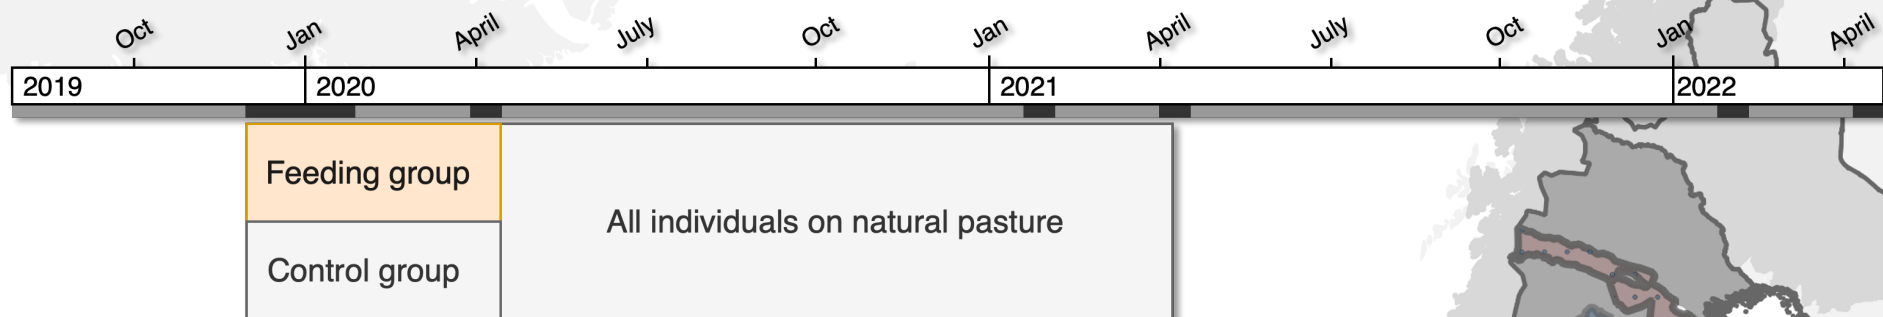 Oct Jan April July Oct Jan April July Oct Jan April
2019 2020 2021 2022
Feeding group
All individuals on natural pasture
Control group